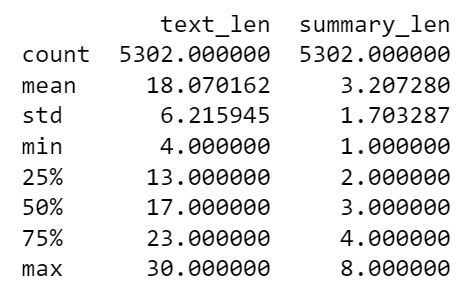 text_len summary_len
count 5302.000000 5302.000000
mean 18.070162 3.207280
std 6.215945 1.703287
min 4.000000 1.000000
25% 13.000000 2.000000
50% 17.000000 3.000000
75% 23.000000 4.000000
max 30.000000 8.000000